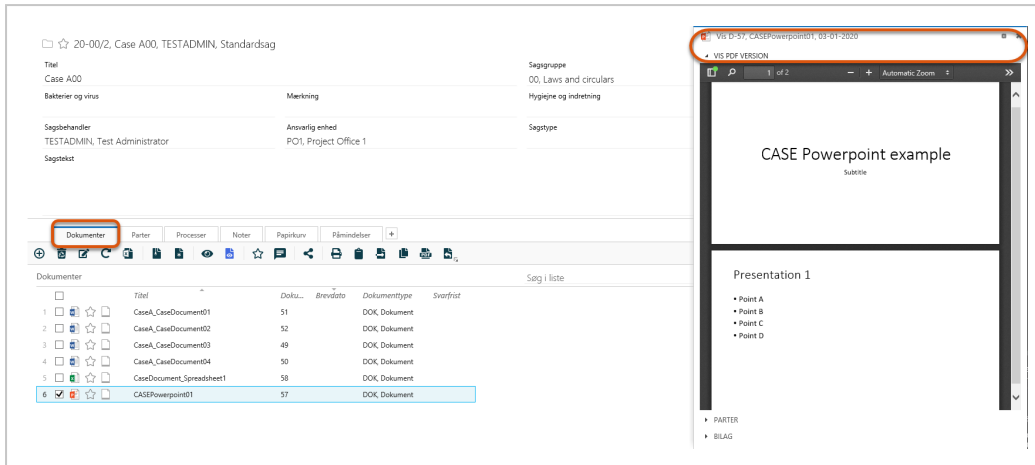 20-00/2, Case A00, TESTADMIN, Standardsag
Titel
Sagsgruppe
Case A00
00, Laws and circulars
Bakterier og virus
Mærkning
Hygiejne og indretning
Sagsbehandler
Ansvarlig enhed
Sagstype
TESTADMIN, Test Administrator
PO1, Project Office 1
Sagstekst
Dokumenter
Parter
Processer
Noter
Papirkurv
Påmindelser
+
PDF
Dokumenter
Søg i liste
Titel
Doku...
Brevdato
Dokumenttype
Svarfrist
1 CaseA_CaseDocument01 51 DOK, Dokument
2 CaseA_CaseDocument02 52 DOK, Dokument
3 CaseA_CaseDocument03 49 DOK, Dokument
4 CaseA_CaseDocument04 50 DOK, Dokument
5 CaseDocument_Spreadsheet1 58 DOK, Dokument
6 CASEPowerpoint01 57 DOK, Dokument
Vis D-57, CASEPowerpoint01, 03-01-2020
VIS PDF VERSION
1 of 2
Automatic Zoom
CASE Powerpoint example
Subtitle
Presentation 1
• Point A
• Point B
• Point C
• Point D
PARTER
BILAG